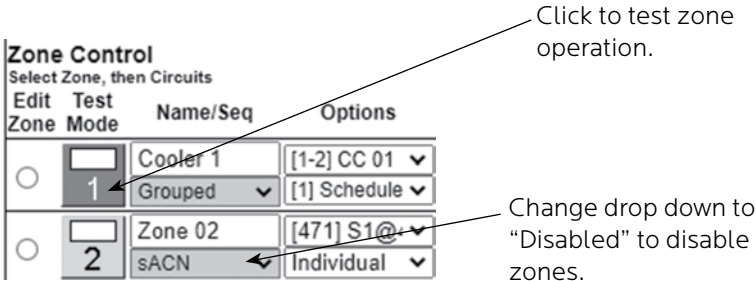 Click to test zone
operation.
Zone Control
Select Zone, then Circuits
Edit Zone
Test Mode
Name/Seq
Options
1
Cooler 1
[1-2] CC 01
Grouped
[1] Schedule
2
Zone 02
[471] S1@
sACN
Individual
Change drop down to
“Disabled” to disable
zones.